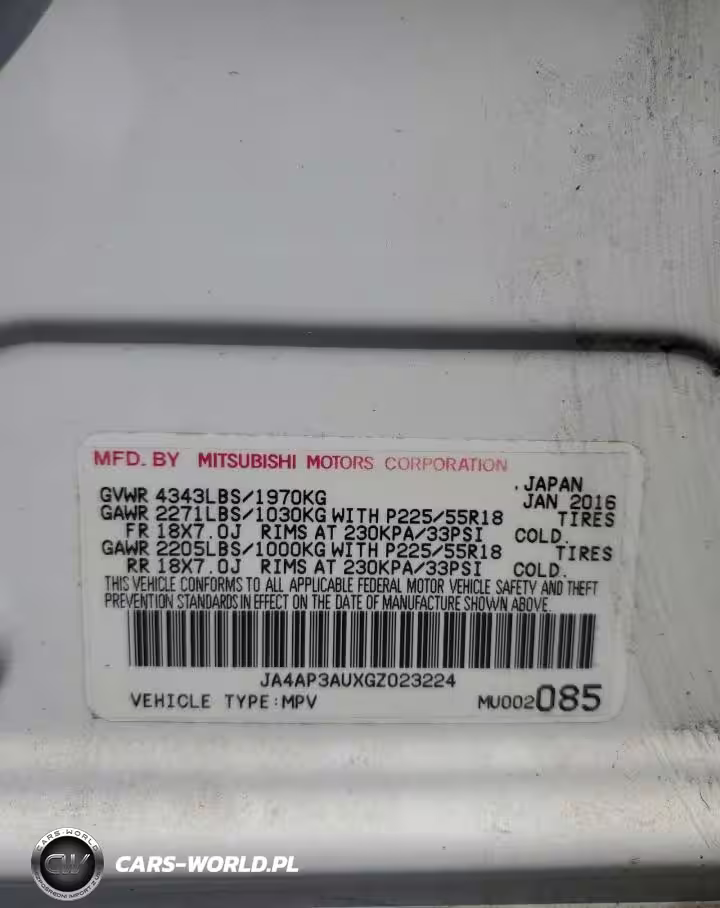 MFD. BY MITSUBISHI MOTORS CORPORATION
, JAPAN
GVWR 4343LBS/1970KG JAN 2016
GAWR 2271LBS/1030KG WITH P225/55R18 TIRES
FR 18X7.0J RIMS AT 230KPA/33PSI COLD.
GAWR 2205LBS/1000KG WITH P225/55R18 TIRES
RR 18X7.0J RIMS AT 230KPA/33PSI COLD.
THIS VEHICLE CONFORMS TO ALL APPLICABLE FEDERAL MOTOR VEHICLE SAFETY AND THEFT
PREVENTION STANDARDS IN EFFECT ON THE DATE OF MANUFACTURE SHOWN ABOVE.
JA4AP3AUXGZ023224
VEHICLE TYPE:MPV MU002085
CARS-WORLD
CW
CARS-WORLD.PL